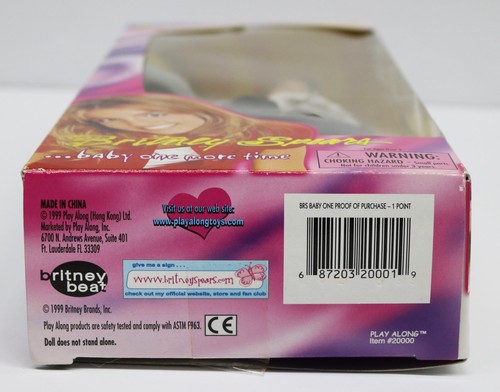 Britney Spears
...baby one more time
WARNING:
CHOKING HAZARD - Small parts.
Not for children under 3 years.
MADE IN CHINA
© 1999 Play Along (Hong Kong) Ltd.
Marketed by Play Along, Inc.
6700 N. Andrews Avenue, Suite 401
Ft. Lauderdale FL 33309
Visit us at our web site:
www.playalongtoys.com
BRS BABY ONE PROOF OF PURCHASE – 1 POINT
6 87203 20001 9
britney
beat
give me a sign...
www.britneyspears.com
check out my official website, store and fan club
© 1999 Britney Brands, Inc.
Play Along products are safety tested and comply with ASTM F963.
CE
Doll does not stand alone.
PLAY ALONG™
Item #20000